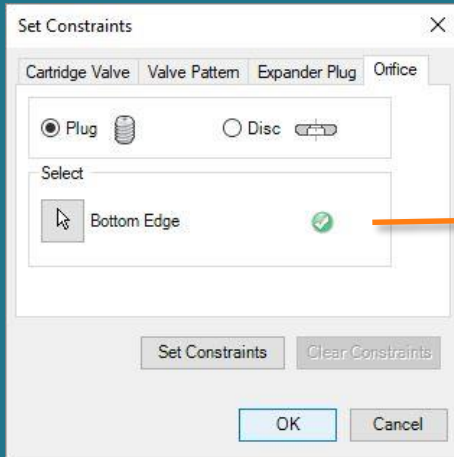 Set Constraints
Cartridge Valve Valve Pattern Expander Plug Orifice
Plug Disc
Select
Bottom Edge
Set Constraints Clear Constraints
OK Cancel